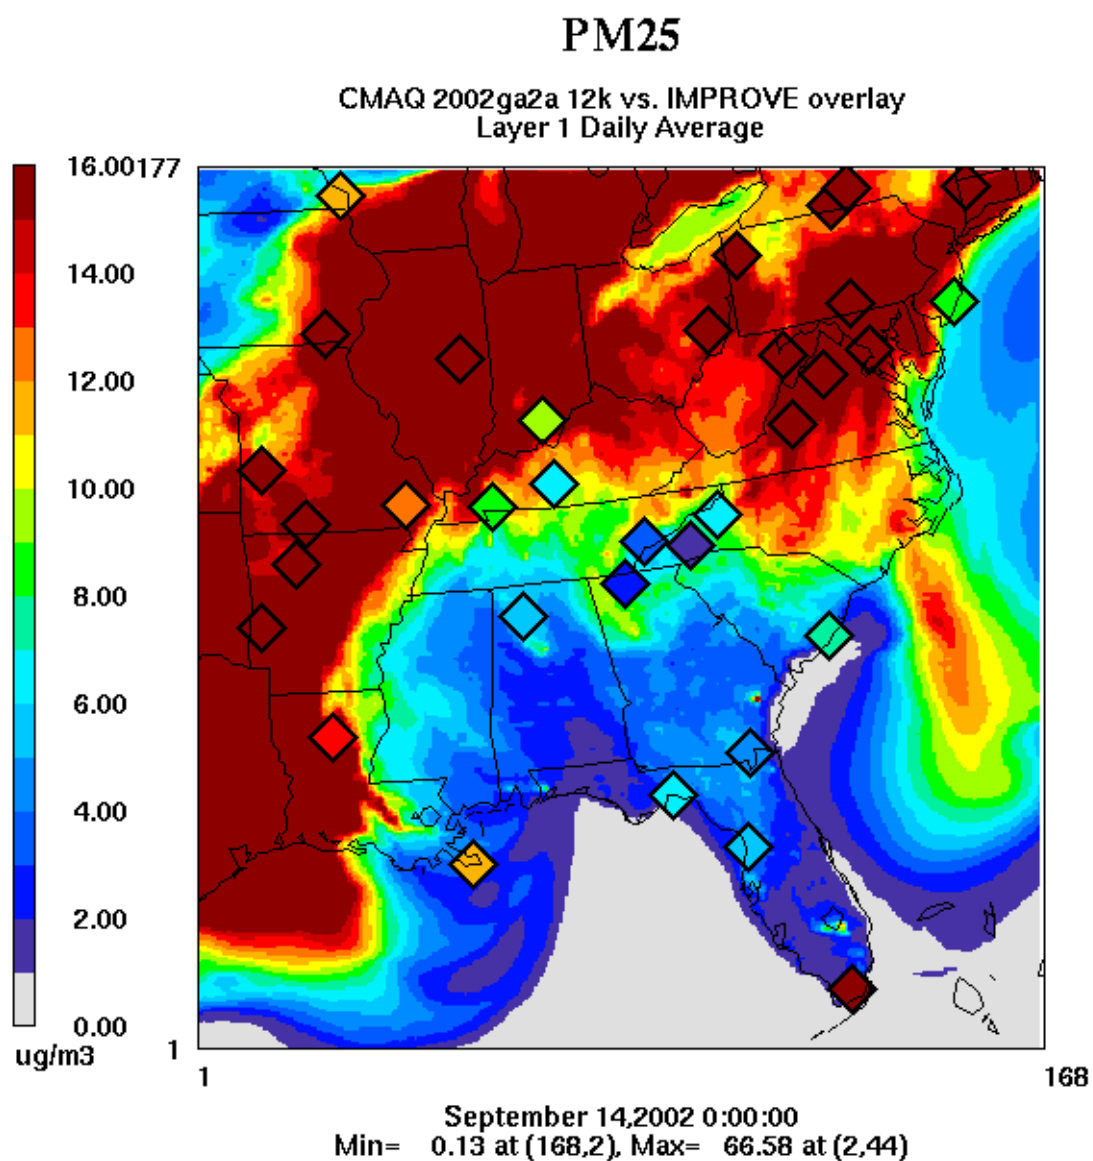 PM25
CMAQ 2002ga2a 12k vs. IMPROVE overlay
Layer 1 Daily Average
16.00
177
14.00
12.00
10.00
8.00
6.00
4.00
2.00
0.00
ug/m3
1
1
168
September 14,2002 0:00:00
Min= 0.13 at (168,2), Max= 66.58 at (2,44)